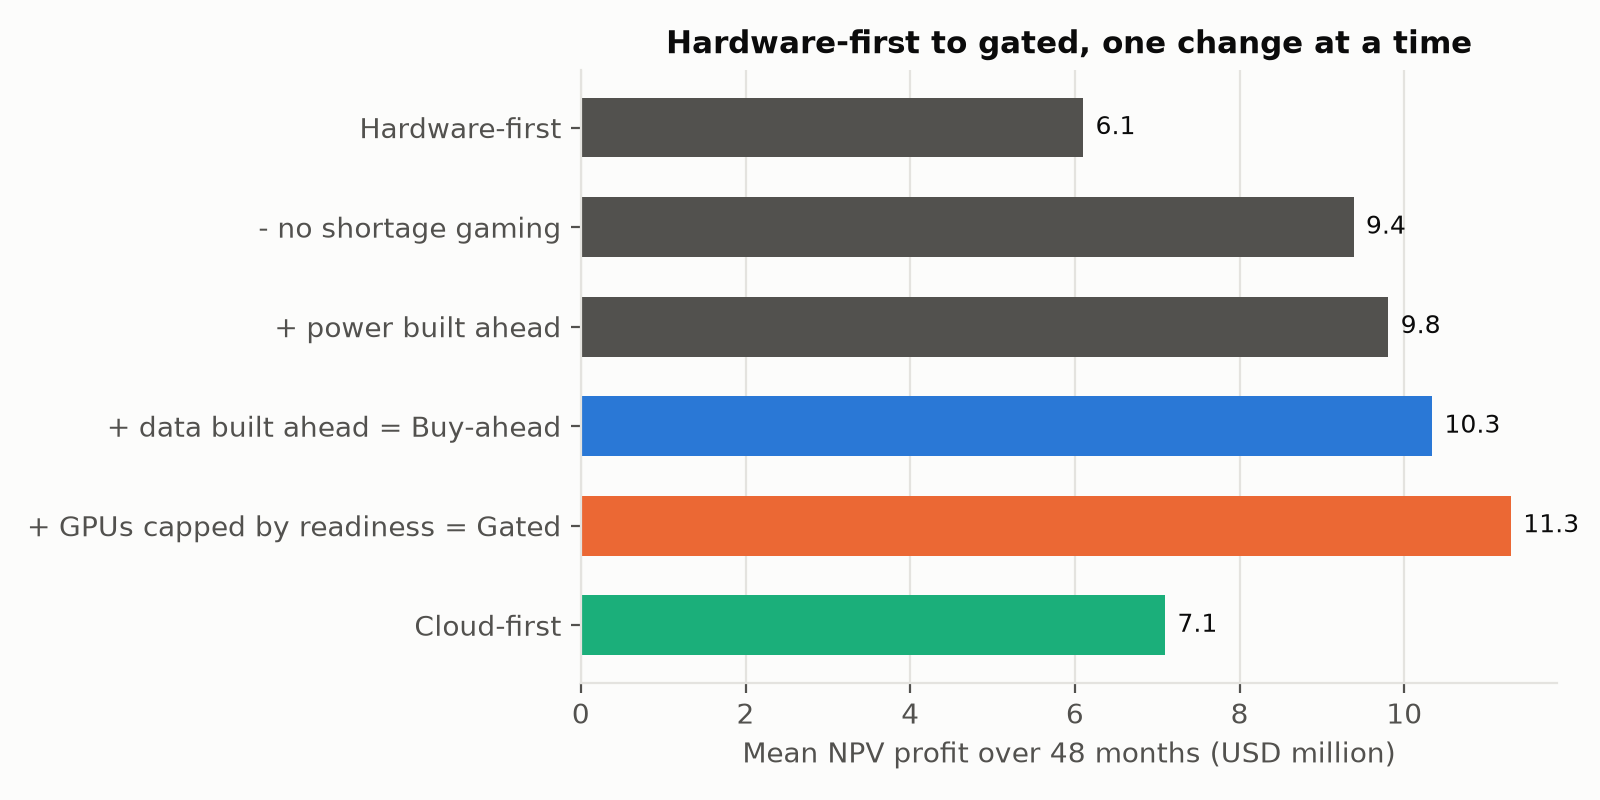 Hardware-first to gated, one change at a time
Hardware-first 6.1
- no shortage gaming 9.4
+ power built ahead 9.8
+ data built ahead = Buy-ahead 10.3
+ GPUs capped by readiness = Gated 11.3
Cloud-first 7.1
0 2 4 6 8 10
Mean NPV profit over 48 months (USD million)